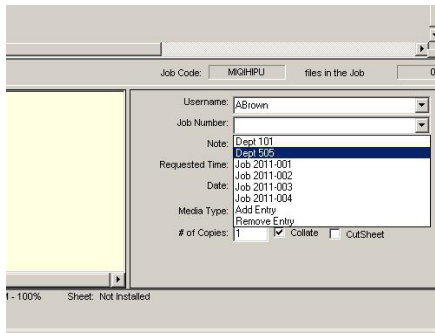 Job Code: MIQIHIPU files in the Job 0
Username: ABrown
Job Number:
Note: Dept 101
Dept 505
Requested Time: Job 2011-001
Job 2011-002
Date: Job 2011-003
Job 2011-004
Media Type: Add Entry
Remove Entry
# of Copies: 1 Collate CutSheet
- 100% Sheet: Not Installed